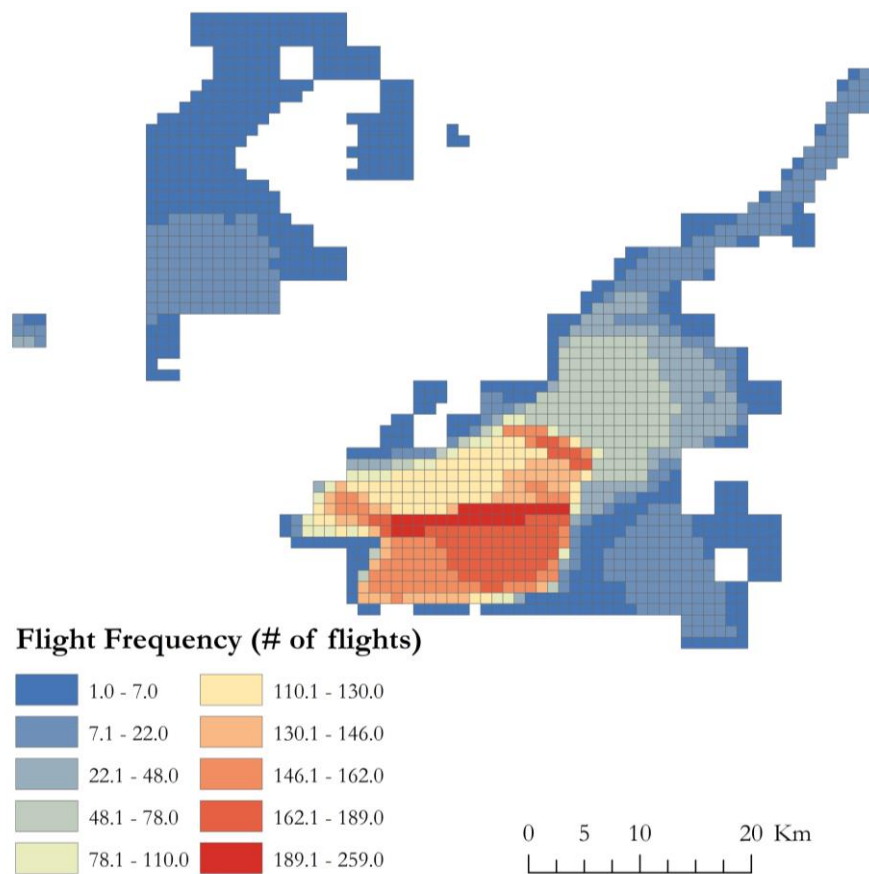 Flight Frequency (# of flights)
1.0 - 7.0
7.1 - 22.0
22.1 - 48.0
48.1 - 78.0
78.1 - 110.0
110.1 - 130.0
130.1 - 146.0
146.1 - 162.0
162.1 - 189.0
189.1 - 259.0
0 5 10 20 Km